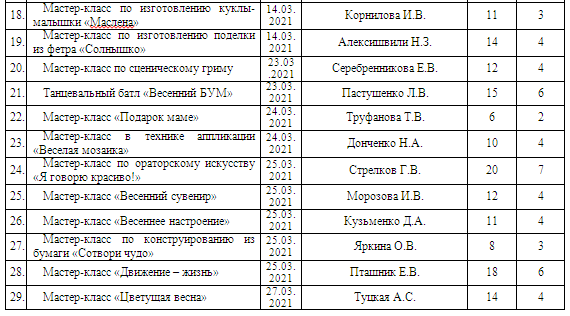 18. Мастер-класс по изготовлению куклы-малышки «Маслена» 14.03.2021 Корнилова И.В. 11 3
19. Мастер-класс по изготовлению поделки из фетра «Солнышко» 14.03.2021 Алексишвили Н.З. 14 4
20. Мастер-класс по сценическому гриму 23.03.2021 Серебренникова Е.В. 12 4
21. Танцевальный батл «Весенний БУМ» 23.03.2021 Пастушенко Л.В. 15 6
22. Мастер-класс «Подарок маме» 24.03.2021 Труфанова Т.В. 6 2
23. Мастер-класс в технике аппликации «Веселая мозаика» 24.03.2021 Донченко Н.А. 10 4
24. Мастер-класс по ораторскому искусству «Я говорю красиво!» 25.03.2021 Стрелков Г.В. 20 7
25. Мастер-класс «Весенний сувенир» 25.03.2021 Морозова И.В. 12 4
26. Мастер-класс «Весеннее настроение» 25.03.2021 Кузьменко Д.А. 11 4
27. Мастер-класс по конструированию из бумаги «Сотвори чудо» 25.03.2021 Яркина О.В. 8 3
28. Мастер-класс «Движение – жизнь» 25.03.2021 Пташник Е.В. 18 6
29. Мастер-класс «Цветущая весна» 27.03.2021 Туцкая А.С. 14 4